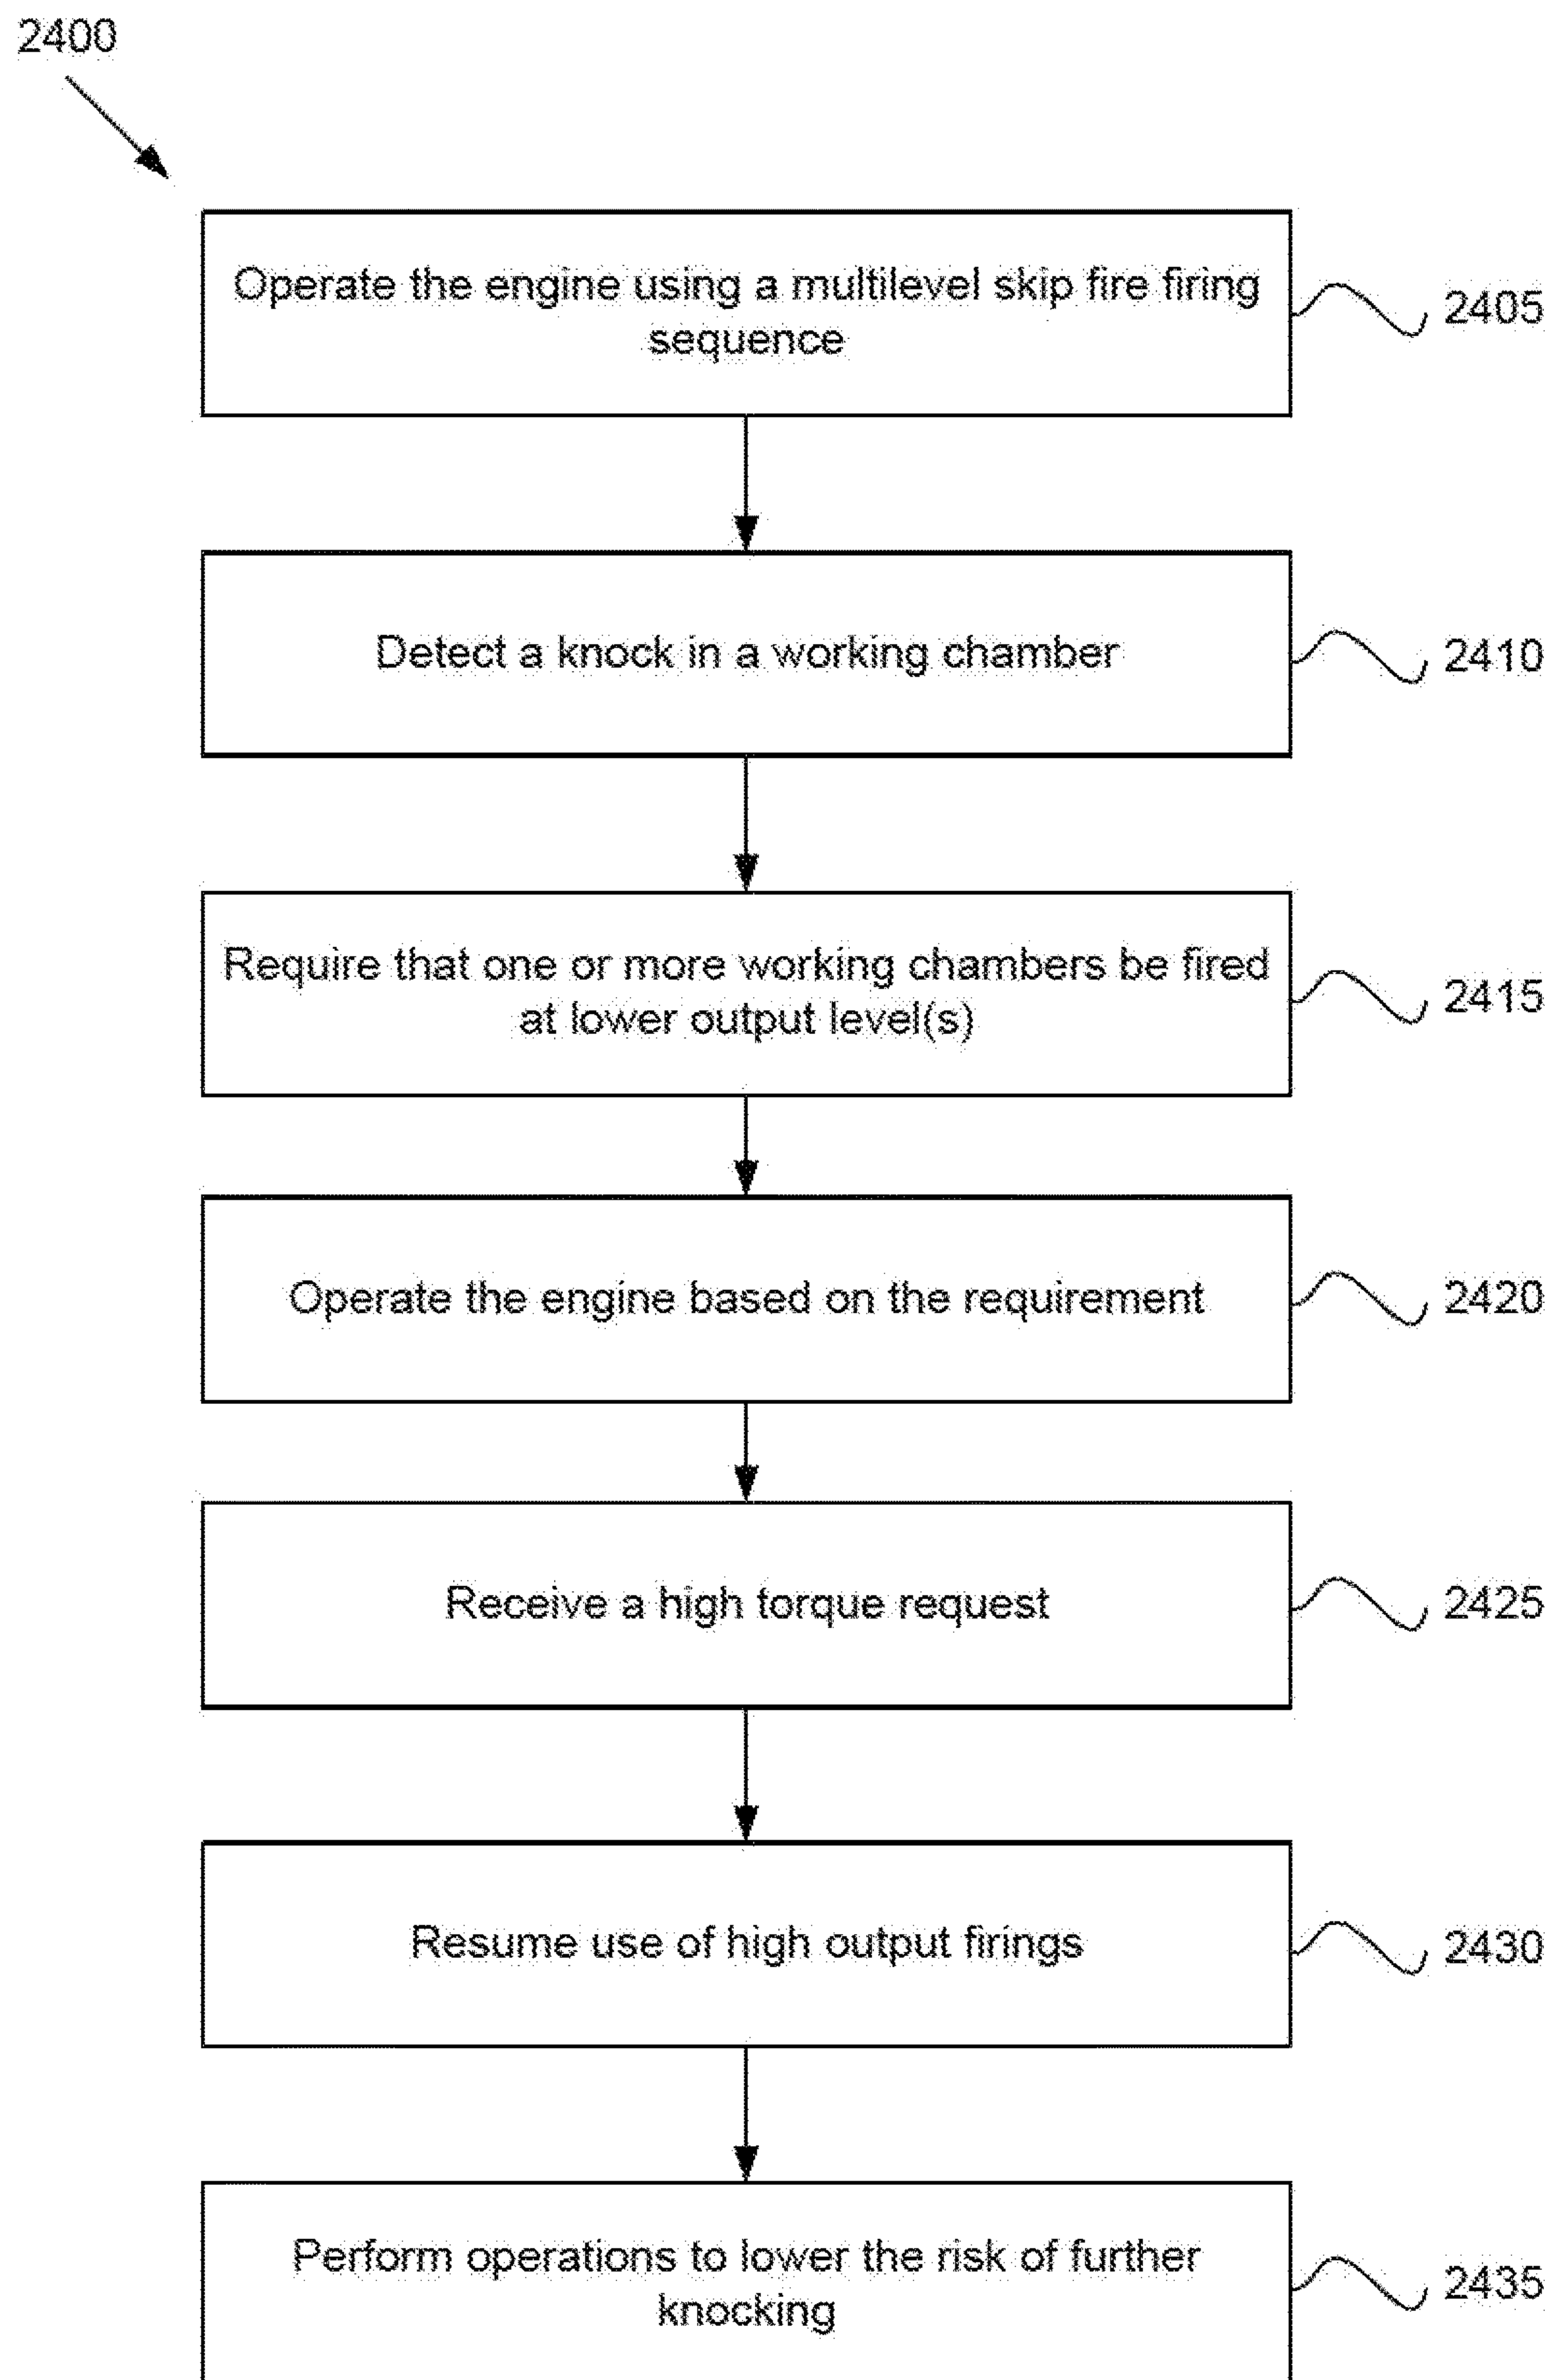 2400
Operate the engine using a multilevel skip fire firing
sequence
2405
Detect a knock in a working chamber
2410
Require that one or more working chambers be fired
at lower output level(s)
2415
Operate the engine based on the requirement
2420
Receive a high torque request
2425
Resume use of high output firings
2430
Perform operations to lower the risk of further
knocking
2435